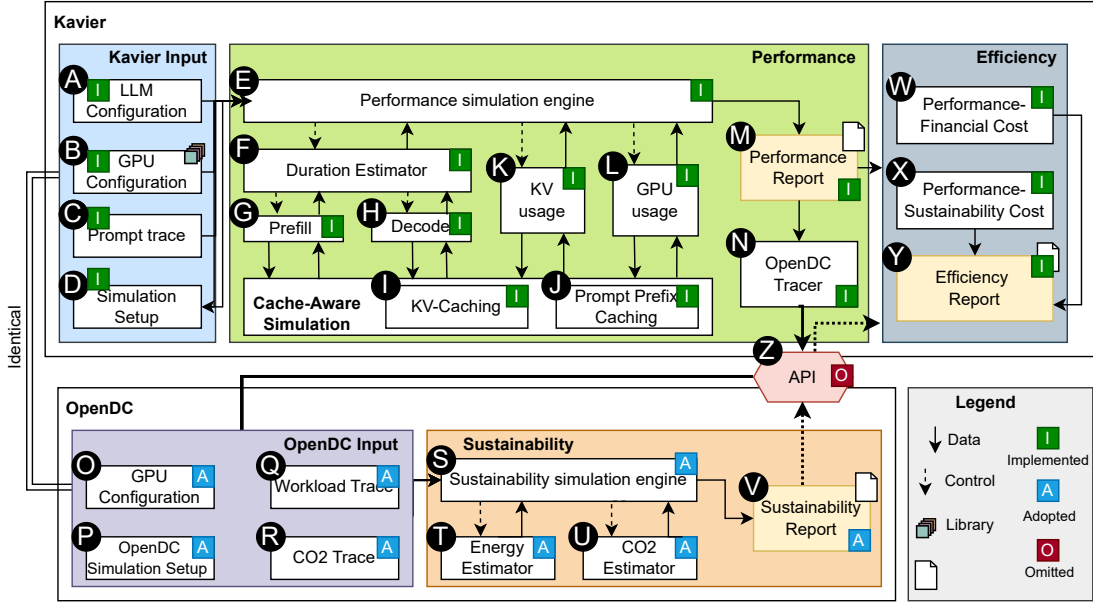 Kavier
Kavier Input
A
I
LLM
Configuration
B
I
GPU
Configuration
C
I
Prompt trace
D
I
Simulation
Setup
Performance
E
Performance simulation engine
I
F
Duration Estimator
I
G
Prefill
I
H
Decode
I
K
KV
usage
I
L
GPU
usage
I
Cache-Aware
Simulation
I
KV-Caching
I
J
Prompt Prefix
Caching
I
M
Performance
Report
I
N
OpenDC
Tracer
I
Efficiency
W
Performance-
Financial Cost
I
X
Performance-
Sustainability Cost
I
Y
Efficiency
Report
I
Identical
Z
API
O
OpenDC
OpenDC Input
O
GPU
Configuration
A
P
OpenDC
Simulation Setup
A
Q
Workload Trace
A
R
CO2 Trace
A
Sustainability
S
Sustainability simulation engine
A
T
Energy
Estimator
A
U
CO2
Estimator
A
V
Sustainability
Report
A
Legend
Data
Control
Library
I
Implemented
A
Adopted
O
Omitted